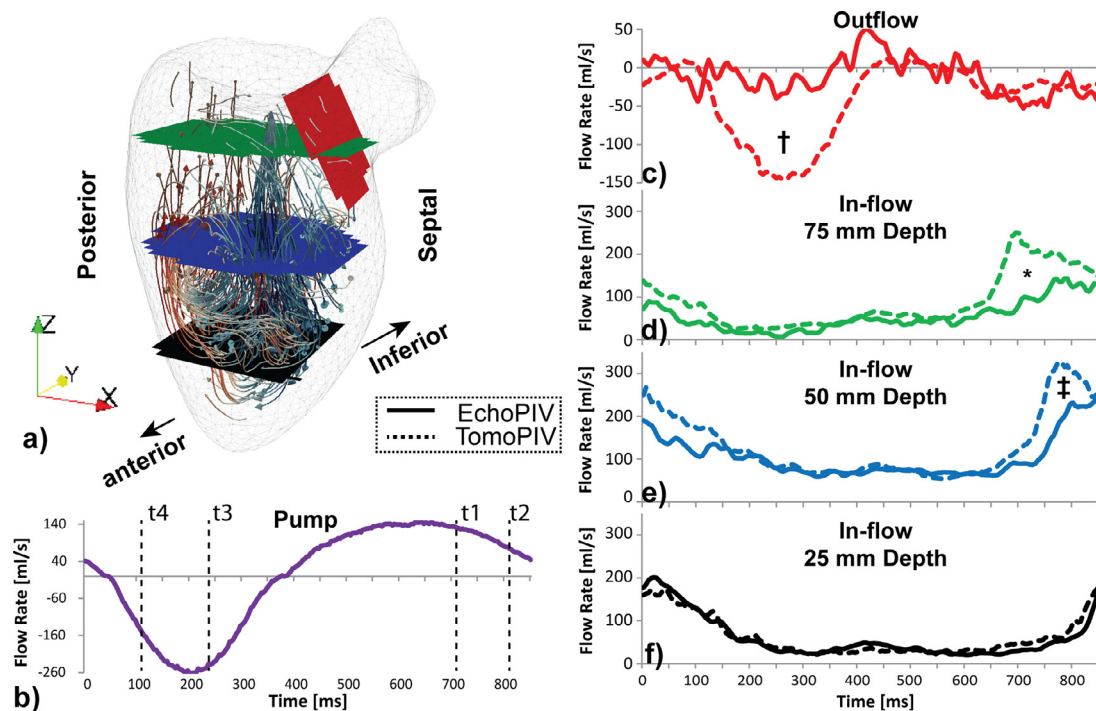 a)
Posterior
Septal
Inferior
anterior
Z
Y
X
EchoPIV
TomoPIV
b)
Pump
t4
t3
t1
t2
Flow Rate [ml/s]
140
40
-60
-160
-260
0 100 200 300 400 500 600 700 800
Time [ms]
Outflow
c)
Flow Rate [ml/s]
50
0
-50
-100
-150
†
In-flow
75 mm Depth
d)
Flow Rate [ml/s]
300
200
100
0
*
In-flow
50 mm Depth
e)
Flow Rate [ml/s]
300
200
100
0
‡
In-flow
25 mm Depth
f)
Flow Rate [ml/s]
300
200
100
0
0 100 200 300 400 500 600 700 800
Time [ms]